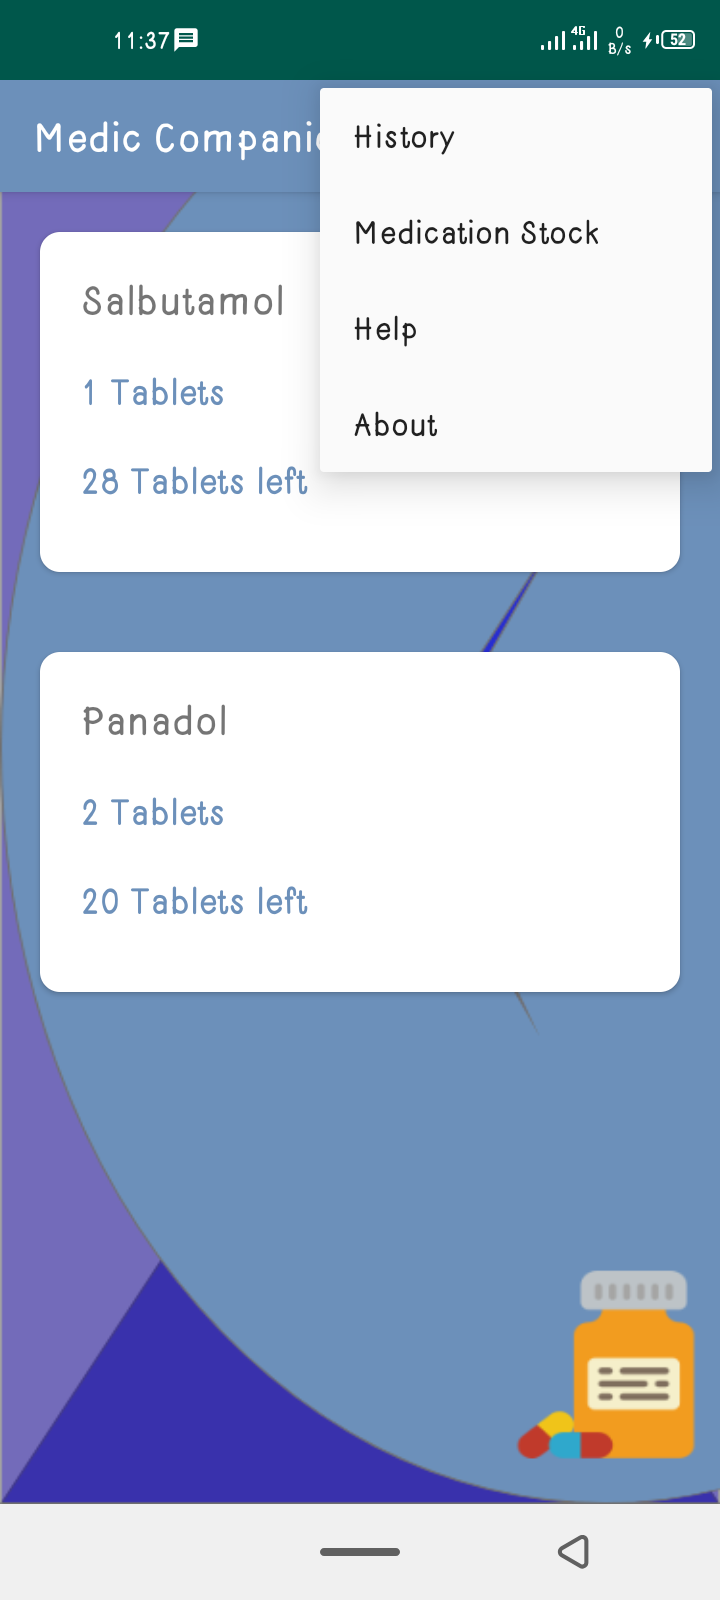 11:37
4G
0
B/s
52
Medic Companio
History
Medication Stock
Help
About
Salbutamol
1 Tablets
28 Tablets left
Panadol
2 Tablets
20 Tablets left